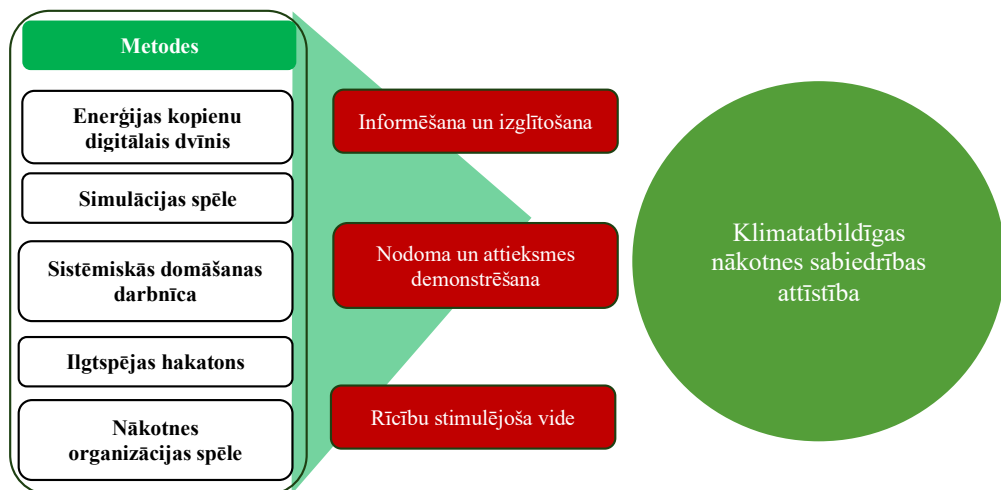 Metodes
Enerģijas kopienu
digitālais dvīnis
Simulācijas spēle
Sistēmiskās domāšanas
darbnīca
Ilgtspējas hakatons
Nākotnes
organizācijas spēle
Informēšana un izglītošana
Nodoma un attieksmes
demonstrēšana
Rīcību stimulējoša vide
Klimatatbildīgas
nākotnes sabiedrības
attīstība